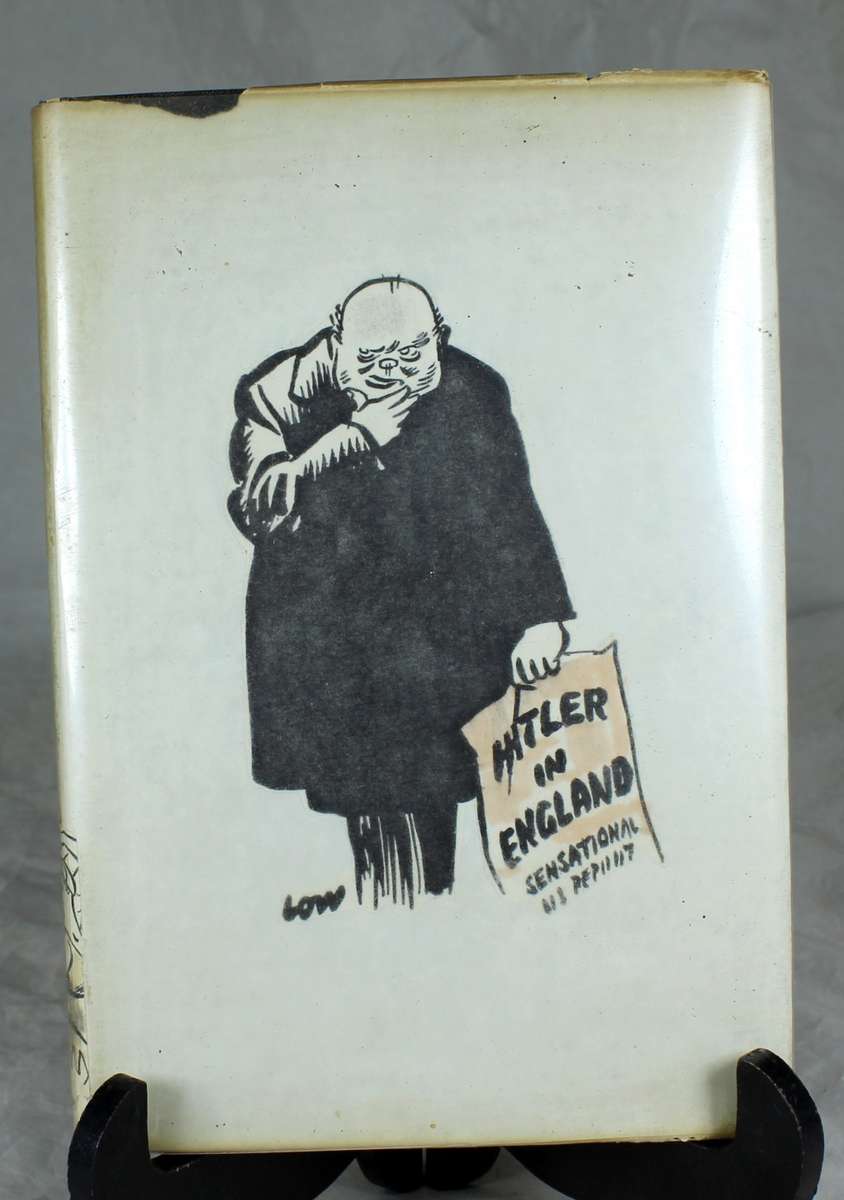 HITLER
IN
ENGLAND
SENSATIONAL
LOW